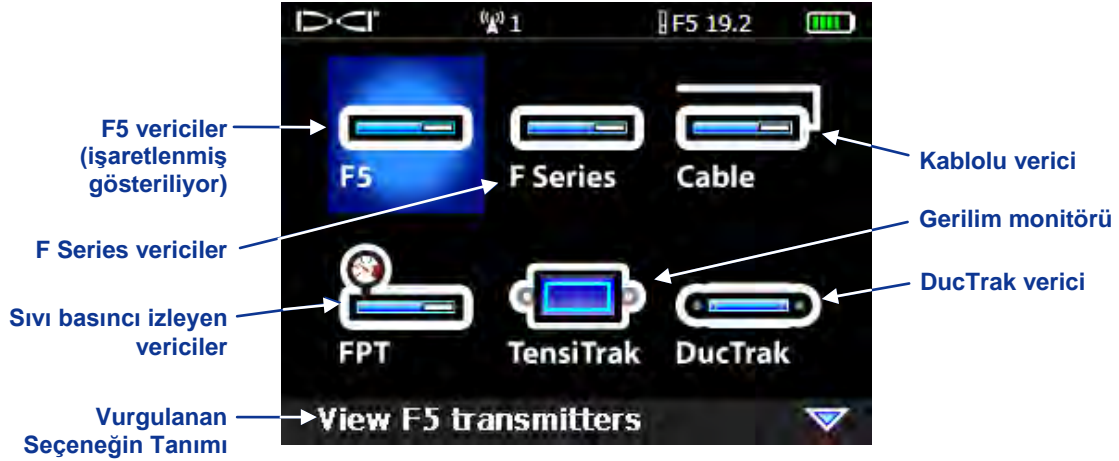 DCI 1 F5 19.2
F5 vericiler
(işaretlenmiş
gösteriliyor)
F Series vericiler
Sıvı basıncı izleyen
vericiler
Vurgulanan
Seçeneğin Tanımı
F5 F Series Cable
FPT TensiTrak DucTrak
View F5 transmitters
Kablolu verici
Gerilim monitörü
DucTrak verici